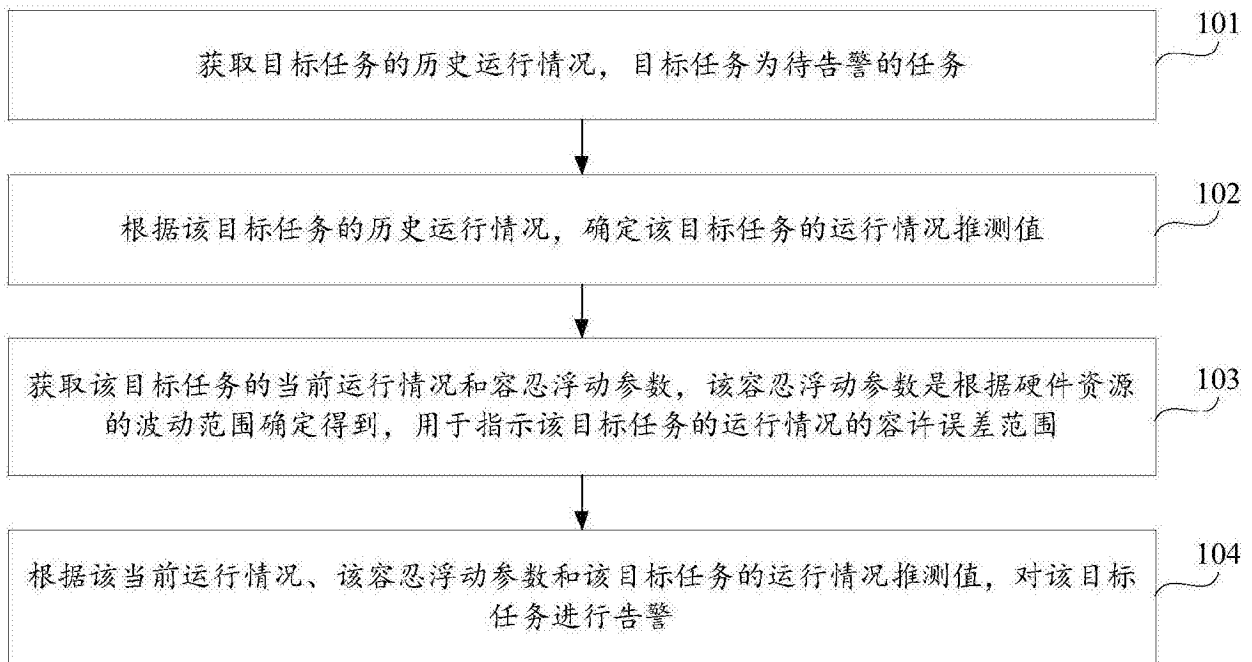 101
获取目标任务的历史运行情况，目标任务为待告警的任务
102
根据该目标任务的历史运行情况，确定该目标任务的运行情况推测值
103
获取该目标任务的当前运行情况和容忍浮动参数，该容忍浮动参数是根据硬件资源
的波动范围确定得到，用于指示该目标任务的运行情况的容许误差范围
104
根据该当前运行情况、该容忍浮动参数和该目标任务的运行情况推测值，对该目标
任务进行告警